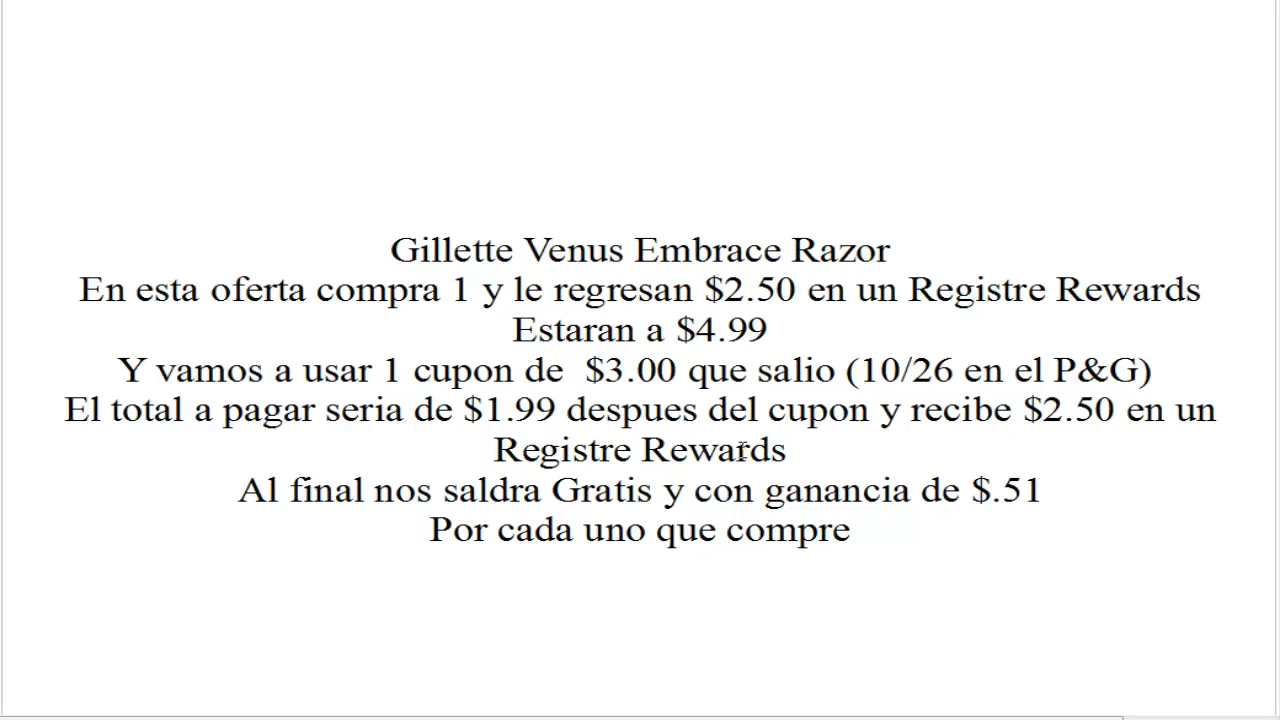 Gillette Venus Embrace Razor
En esta oferta compra 1 y le regresan $2.50 en un Registre Rewards
Estaran a $4.99
Y vamos a usar 1 cupon de  $3.00 que salio (10/26 en el P&G)
El total a pagar seria de $1.99 despues del cupon y recibe $2.50 en un
Registre Rewards
Al final nos saldra Gratis y con ganancia de $.51
Por cada uno que compre